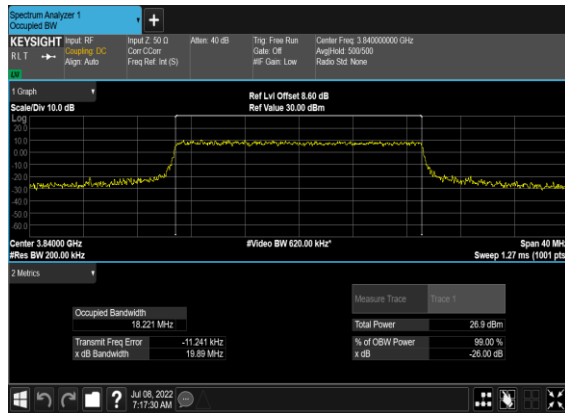 Spectrum Analyzer 1
Occupied BW
KEYSIGHT Input: RF Input Z: 50 Ω Atten: 40 dB Trig: Free Run Center Freq: 3.840000000 GHz
R L T Coupling: DC Corr CCorr Gate: Off Avg|Hold: 500/500
Align: Auto Freq Ref: Int (S) #IF Gain: Low Radio Std: None
1 Graph
Ref Lvl Offset 8.60 dB
Scale/Div 10.0 dB Ref Value 30.00 dBm
Log
20.0
10.0
0.00
-10.0
-20.0
-30.0
-40.0
-50.0
-60.0
Center 3.84000 GHz #Video BW 620.00 kHz* Span 40 MHz
#Res BW 200.00 kHz Sweep 1.27 ms (1001 pts
2 Metrics
Measure Trace Trace 1
Occupied Bandwidth
18.221 MHz Total Power 26.9 dBm
Transmit Freq Error -11.241 kHz % of OBW Power 99.00 %
x dB Bandwidth 19.89 MHz x dB -26.00 dB
Jul 08, 2022
7:17:30 AM